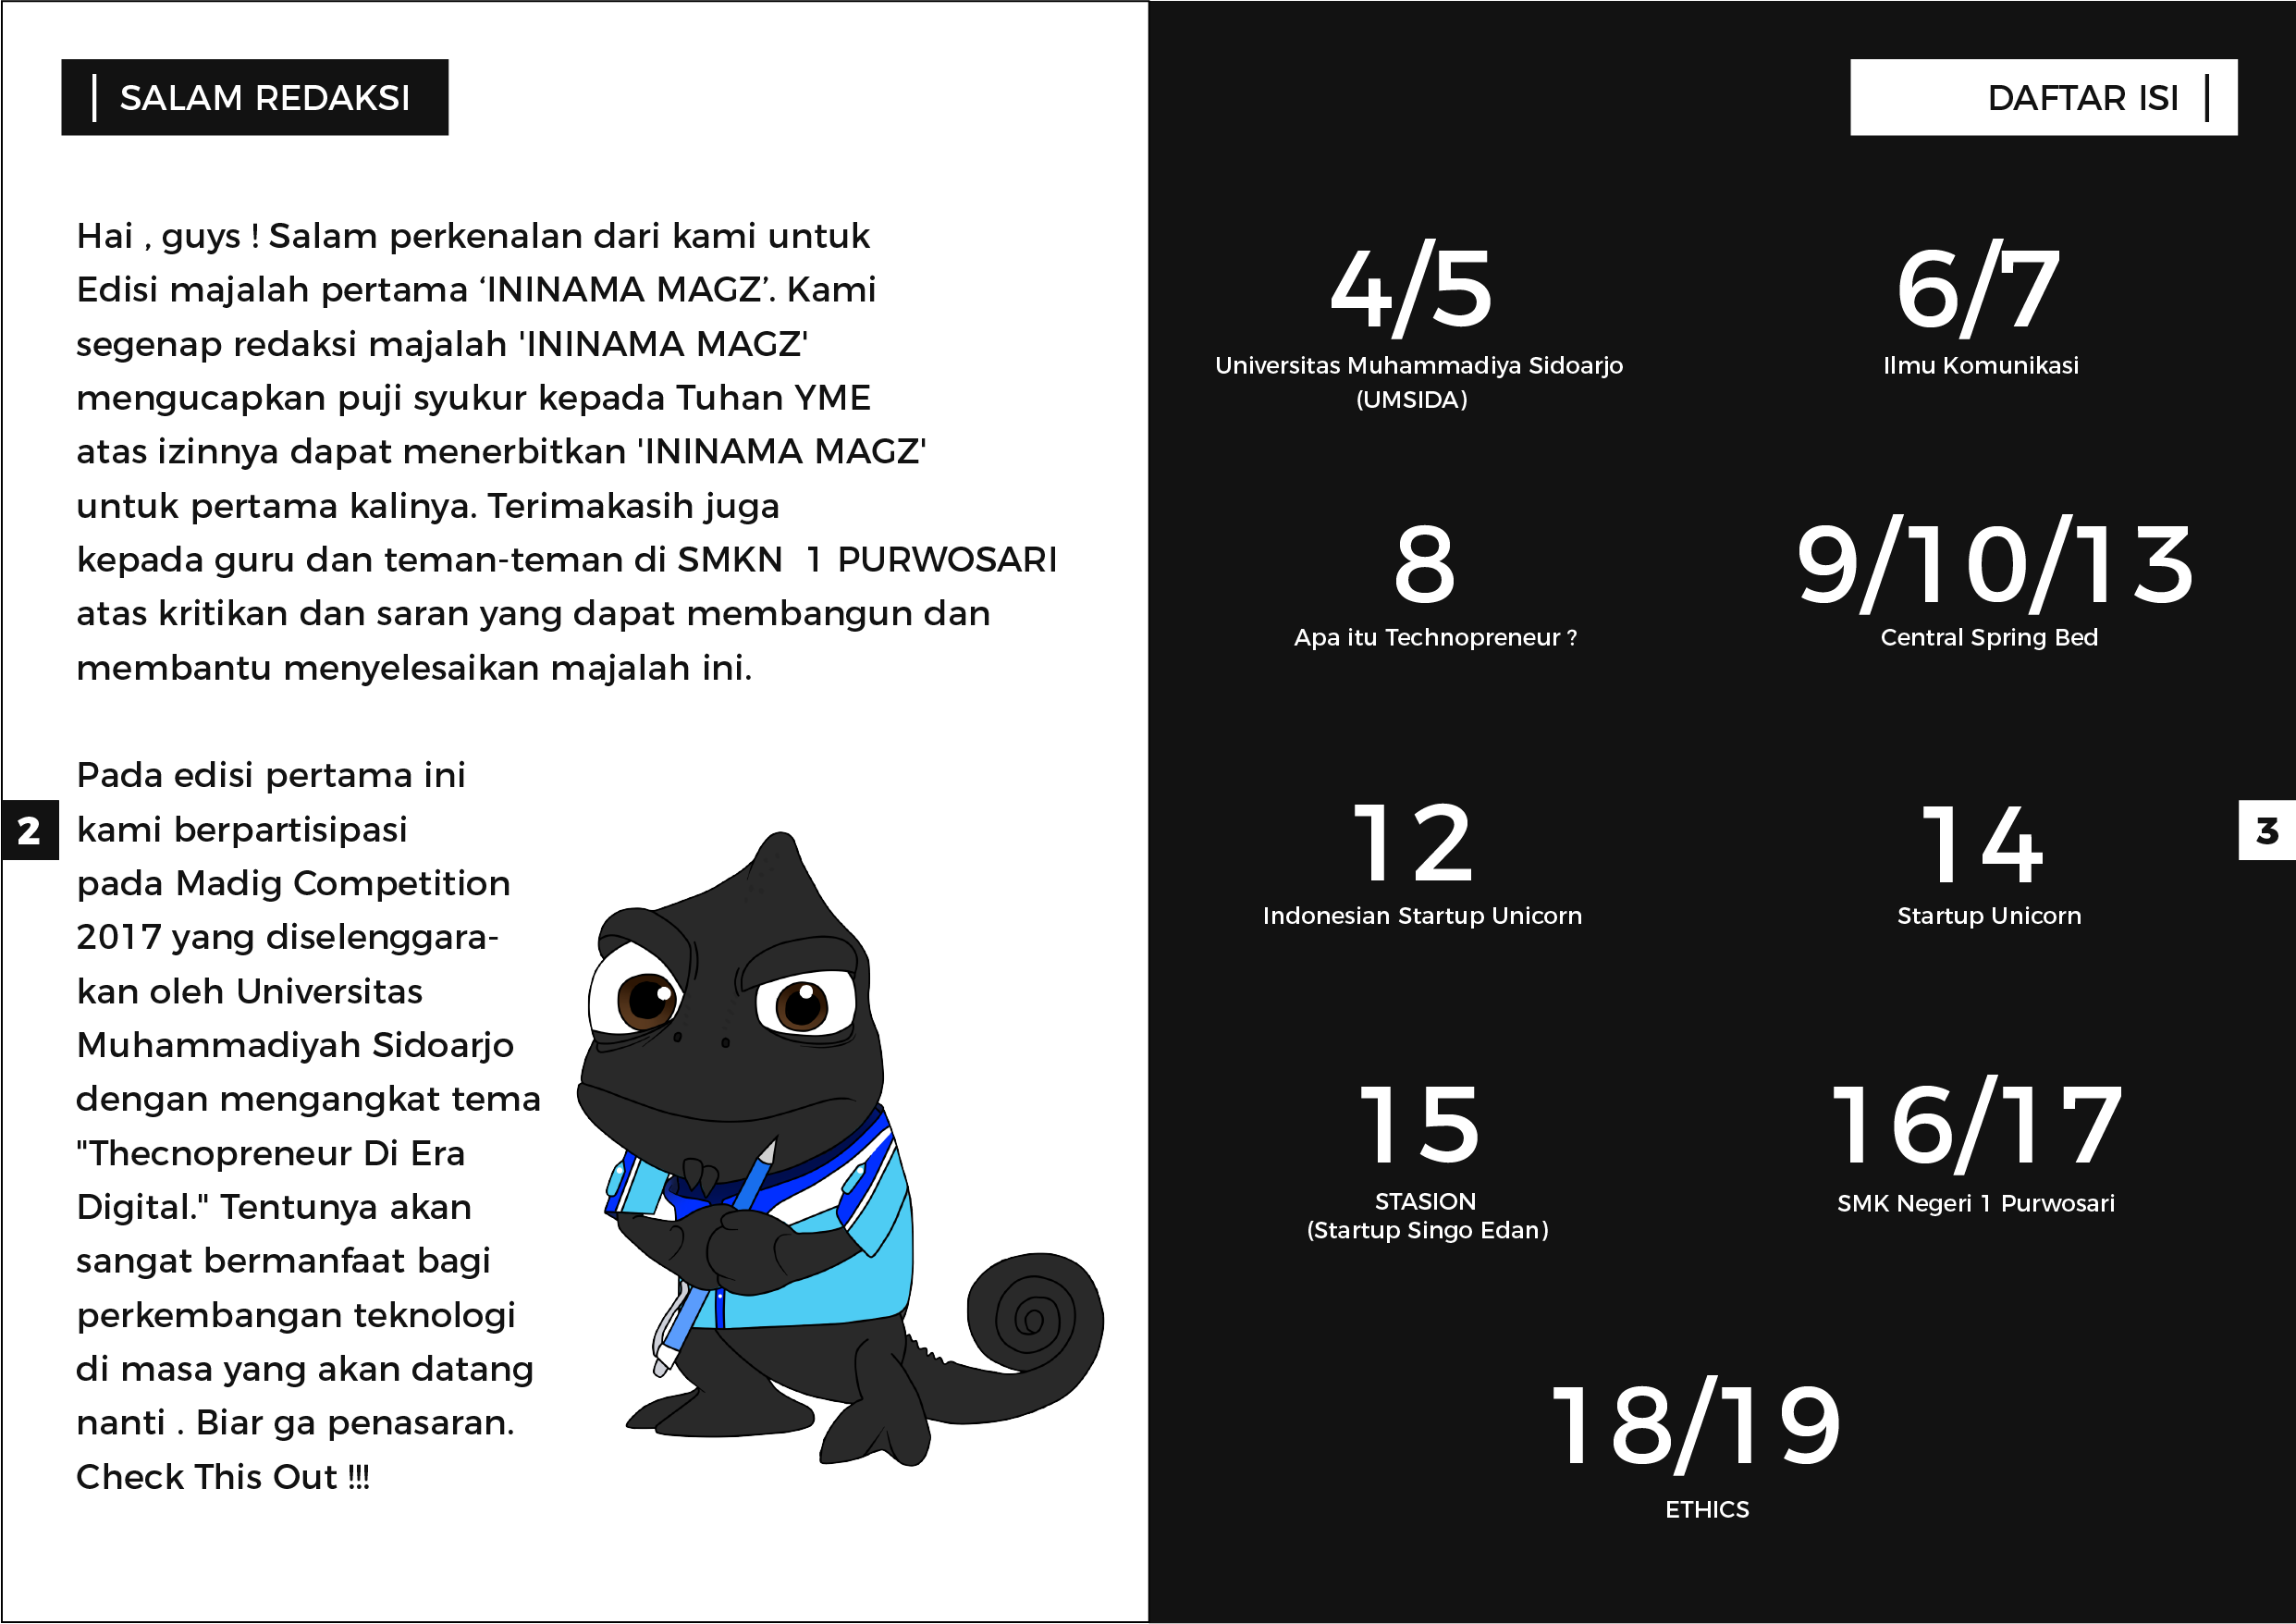 SALAM REDAKSI
Hai , guys ! Salam perkenalan dari kami untuk
Edisi majalah pertama ‘ININAMA MAGZ’. Kami
segenap redaksi majalah 'ININAMA MAGZ'
mengucapkan puji syukur kepada Tuhan YME
atas izinnya dapat menerbitkan 'ININAMA MAGZ'
untuk pertama kalinya. Terimakasih juga
kepada guru dan teman-teman di SMKN  1 PURWOSARI
atas kritikan dan saran yang dapat membangun dan
membantu menyelesaikan majalah ini.
Pada edisi pertama ini
kami berpartisipasi
pada Madig Competition
2017 yang diselenggara-
kan oleh Universitas
Muhammadiyah Sidoarjo
dengan mengangkat tema
"Thecnopreneur Di Era
Digital." Tentunya akan
sangat bermanfaat bagi
perkembangan teknologi
di masa yang akan datang
nanti . Biar ga penasaran.
Check This Out !!!
2
DAFTAR ISI
4/5
Universitas Muhammadiya Sidoarjo
(UMSIDA)
6/7
Ilmu Komunikasi
8
Apa itu Technopreneur ?
9/10/13
Central Spring Bed
12
Indonesian Startup Unicorn
14
Startup Unicorn
15
STASION
(Startup Singo Edan)
16/17
SMK Negeri 1 Purwosari
18/19
ETHICS
3